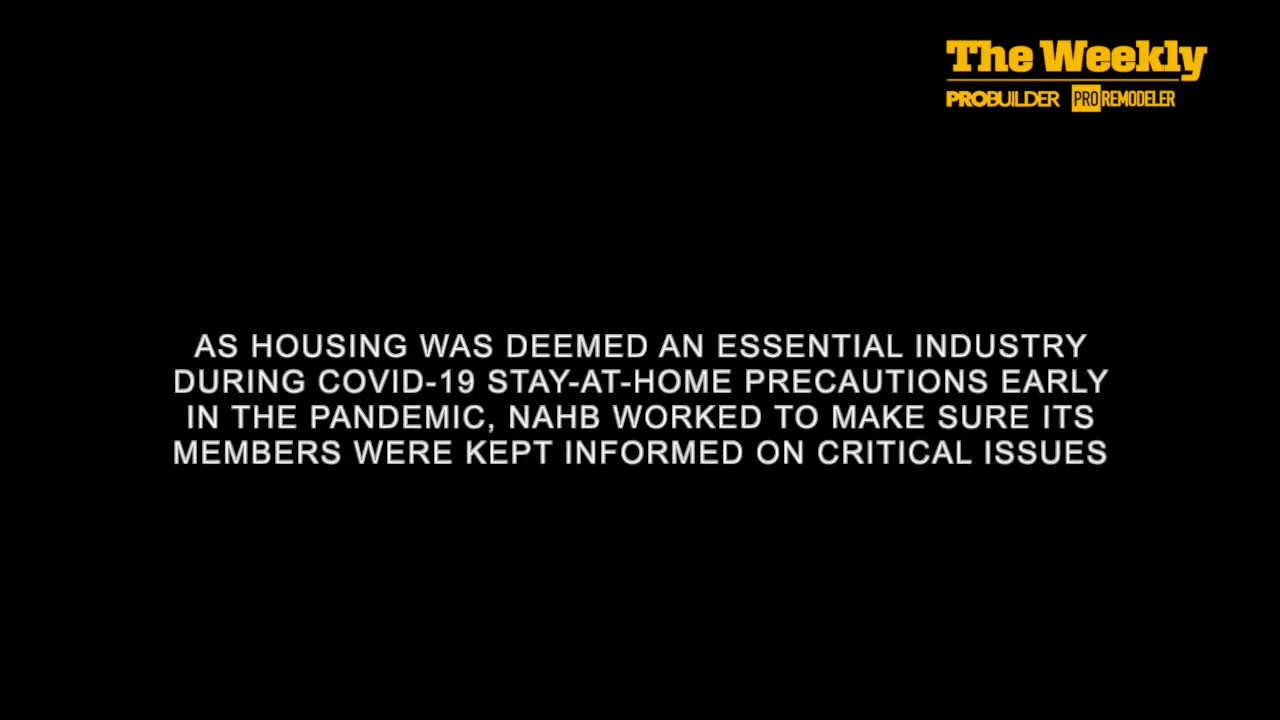 The Weekly
PROBUILDER PRO REMODELER
AS HOUSING WAS DEEMED AN ESSENTIAL INDUSTRY
DURING COVID-19 STAY-AT-HOME PRECAUTIONS EARLY
IN THE PANDEMIC, NAHB WORKED TO MAKE SURE ITS
MEMBERS WERE KEPT INFORMED ON CRITICAL ISSUES